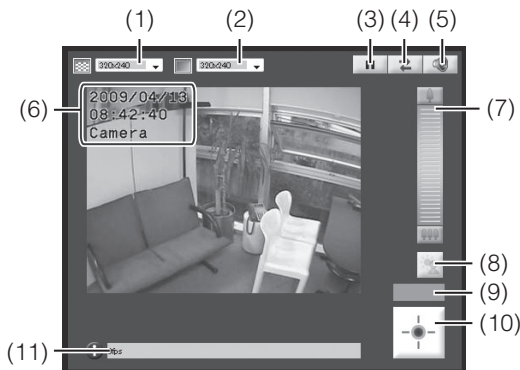 (1) (2) (3) (4) (5)
320x240 320x240
(6) 2009/04/13
08:42:40
Camera
(7)
(8)
(9)
(10)
(11)